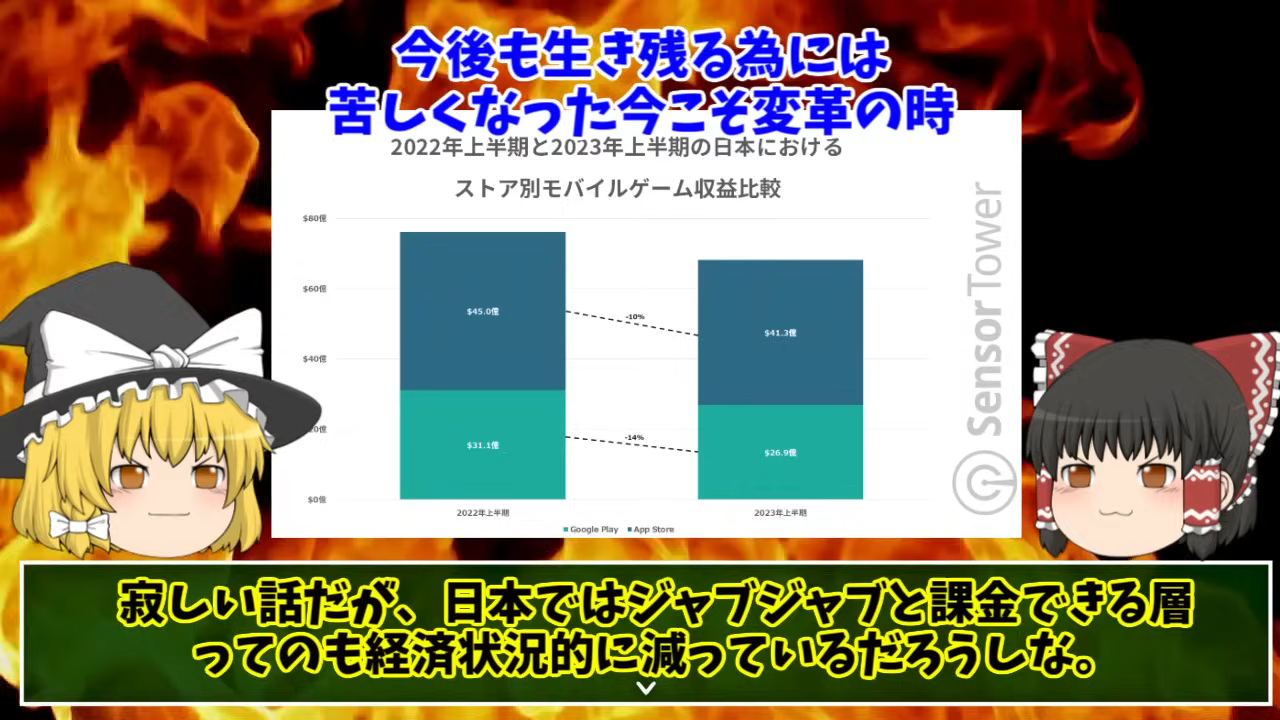 今後も生き残る為には
苦しくなった今こそ変革の時
2022年上半期と2023年上半期の日本における
ストア別モバイルゲーム収益比較
$80億
$60億
$40億
20億
$0億
$45.0億
$31.1億
-10%
-14%
$41.3億
$26.9億
2022年上半期
2023年上半期
Google Play
App Store
SensorTower
寂しい話だが、日本ではジャブジャブと課金できる層
ってのも経済状況的に減っているだろうしな。